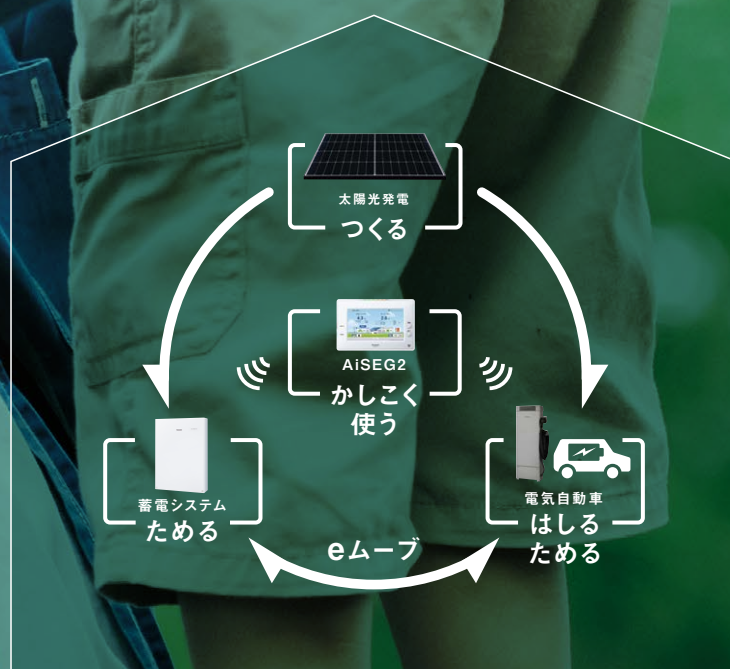 太陽光発電
つくる
AiSEG2
かしこく
使う
蓄電システム
ためる
電気自動車
はしる
ためる
eムーブ